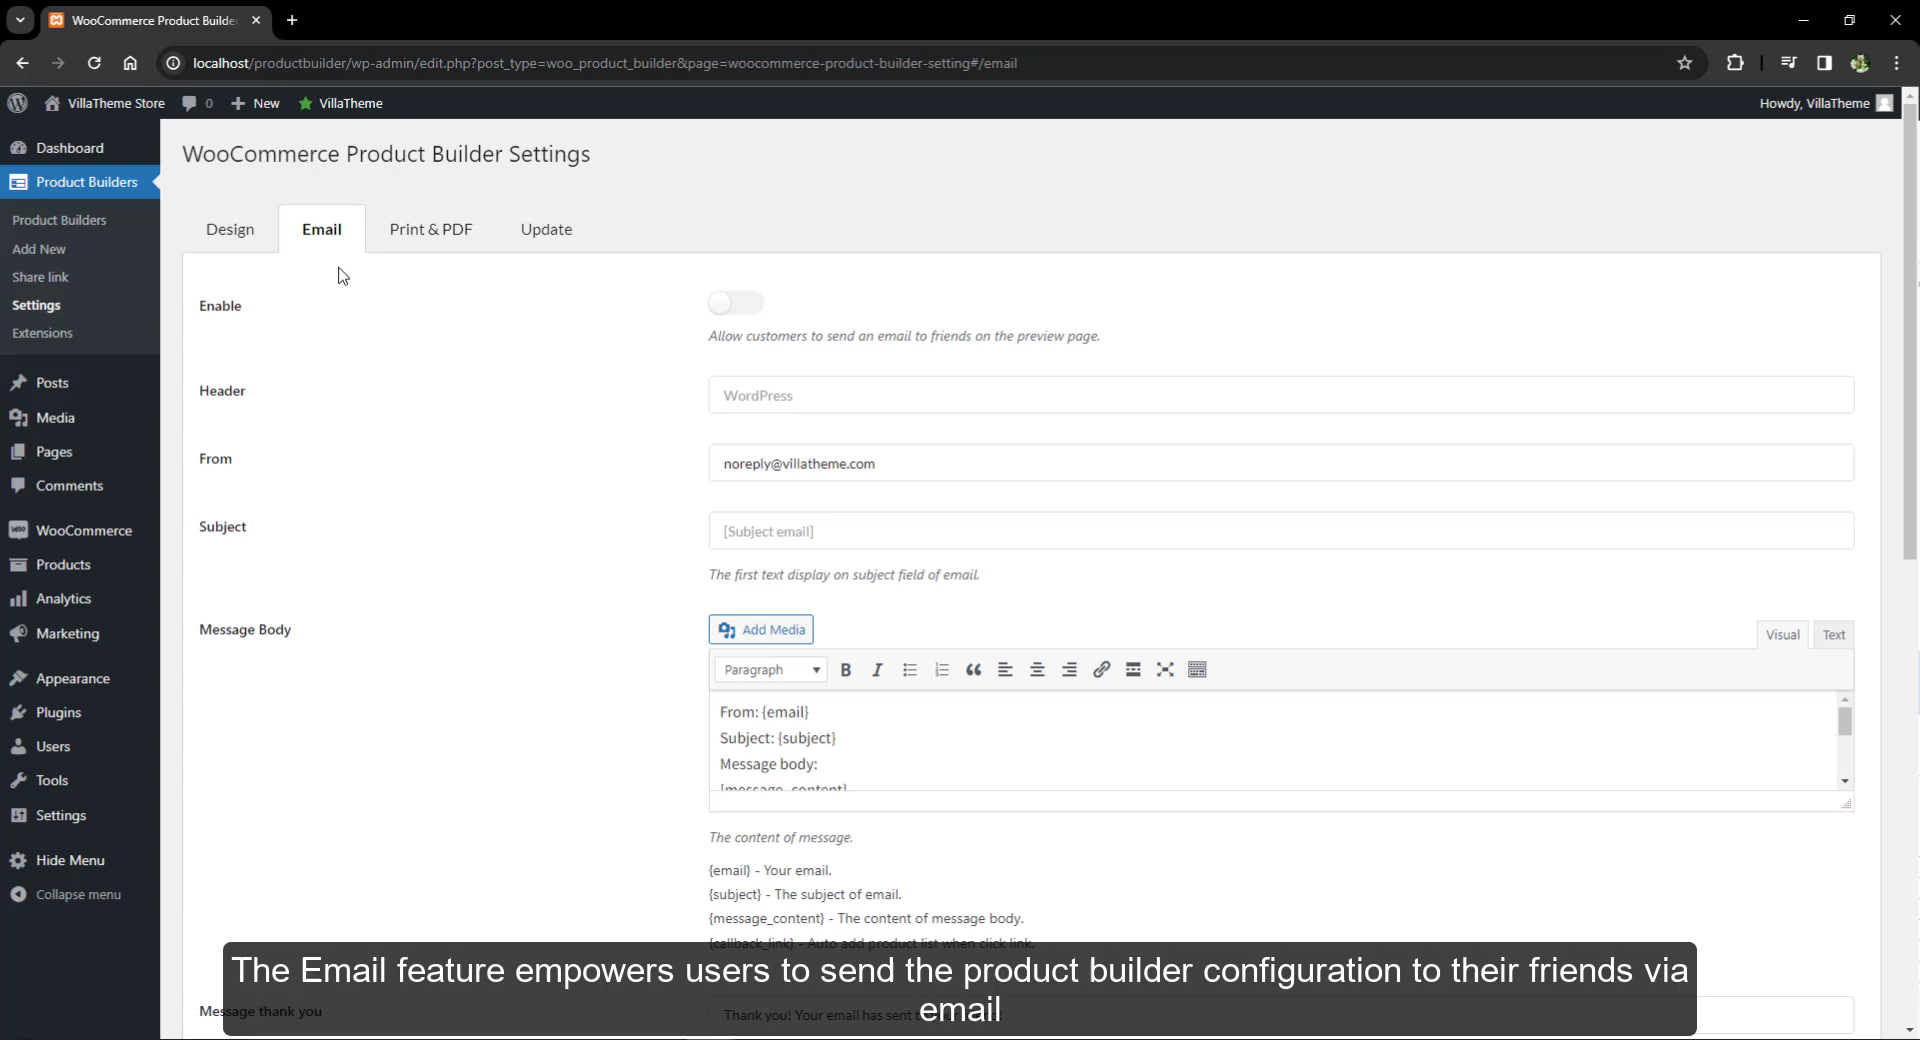 WooCommerce Product Builde
localhost/productbuilder/wp-admin/edit.php?post_type=woo_product_builder&page=woocommerce-product-builder-setting#/email
VillaTheme Store
0
New
VillaTheme
Howdy, VillaTheme
Dashboard
Product Builders
Product Builders
Add New
Share link
Settings
Extensions
Posts
Media
Pages
Comments
WooCommerce
Products
Analytics
Marketing
Appearance
Plugins
Users
Tools
Settings
Hide Menu
Collapse menu
WooCommerce Product Builder Settings
Design
Email
Print & PDF
Update
Enable
Allow customers to send an email to friends on the preview page.
Header
WordPress
From
noreply@villatheme.com
Subject
[Subject email]
The first text display on subject field of email.
Message Body
Add Media
Visual
Text
Paragraph
From: {email}
Subject: {subject}
Message body:
{message_content}
The content of message.
{email} - Your email.
{subject} - The subject of email.
{message_content} - The content of message body.
{callback_link} - Auto add product list when click link.
The Email feature empowers users to send the product builder configuration to their friends via
email
Message thank you
Thank you! Your email has sent